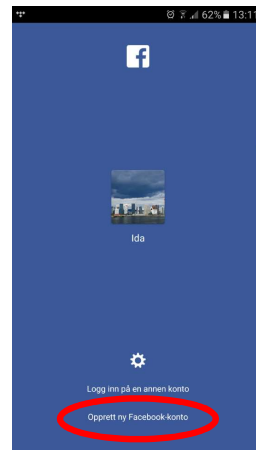 62% 13:11
f
Ida
Logg inn på en annen konto
Opprett ny Facebook-konto